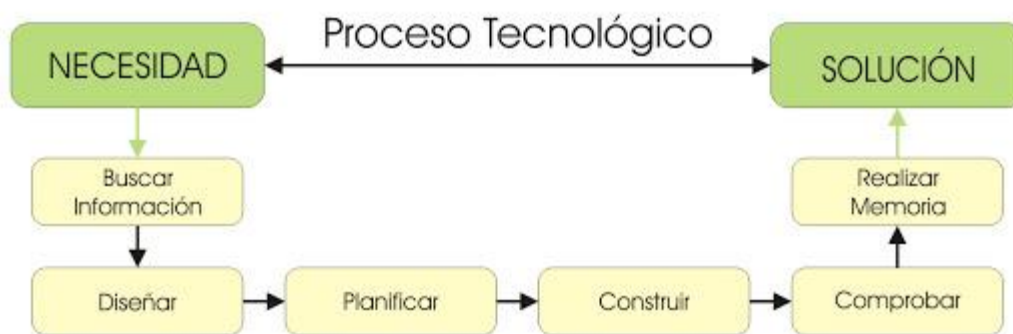 Proceso Tecnológico
NECESIDAD
SOLUCIÓN
Buscar
Información
Realizar
Memoria
Diseñar
Planificar
Construir
Comprobar